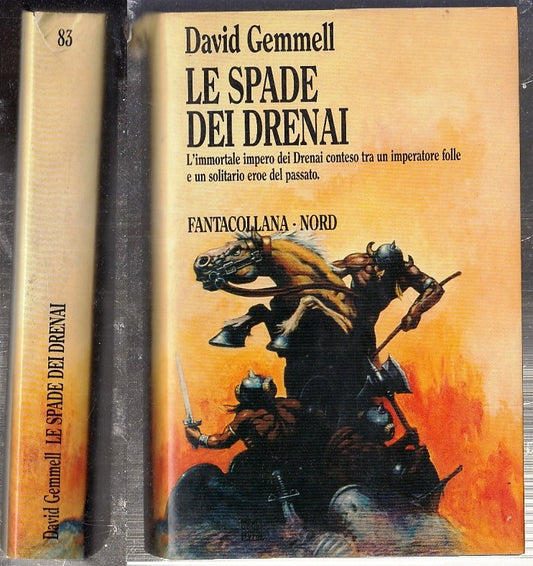 83
David Gemmell LE SPADE DEI DRENAI
David Gemmell
LE SPADE
DEI DRENAI
L'immortale impero dei Drenai conteso tra un imperatore folle
e un solitario eroe del passato.
FANTACOLLANA · NORD